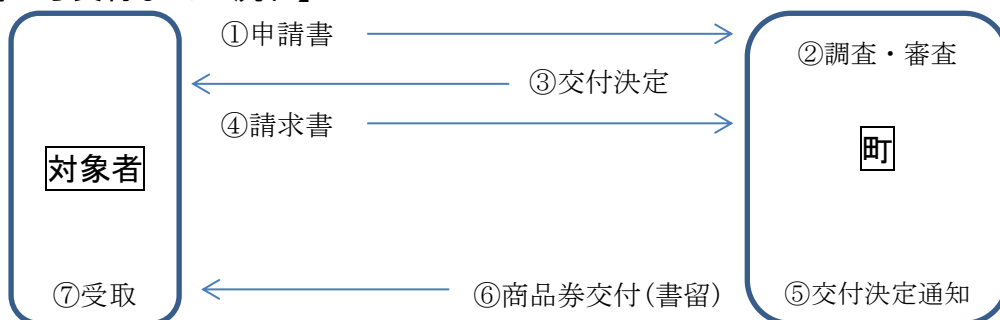 ①申請書
②調査・審査
③交付決定
④請求書
対象者
町
⑦受取
⑥商品券交付(書留)
⑤交付決定通知